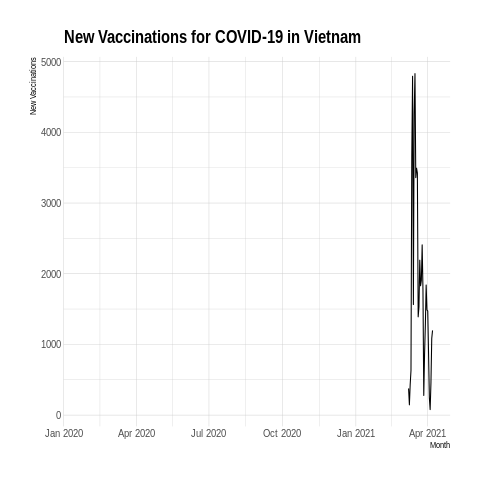 New Vaccinations for COVID-19 in Vietnam
New Vaccinations
5000
4000
3000
2000
1000
0
Jan 2020 Apr 2020 Jul 2020 Oct 2020 Jan 2021 Apr 2021
Month